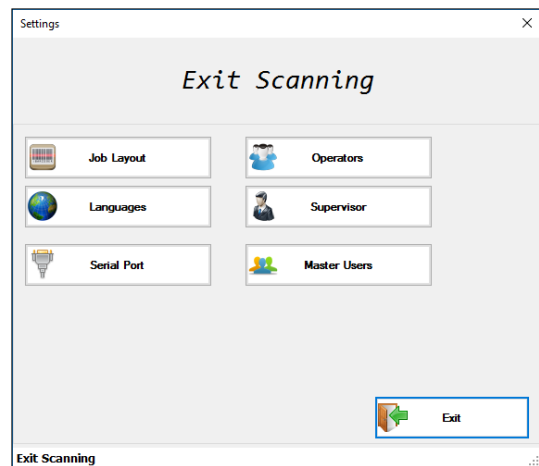 Settings
Exit Scanning
Job Layout
Operators
Languages
Supervisor
Serial Port
Master Users
Exit
Exit Scanning